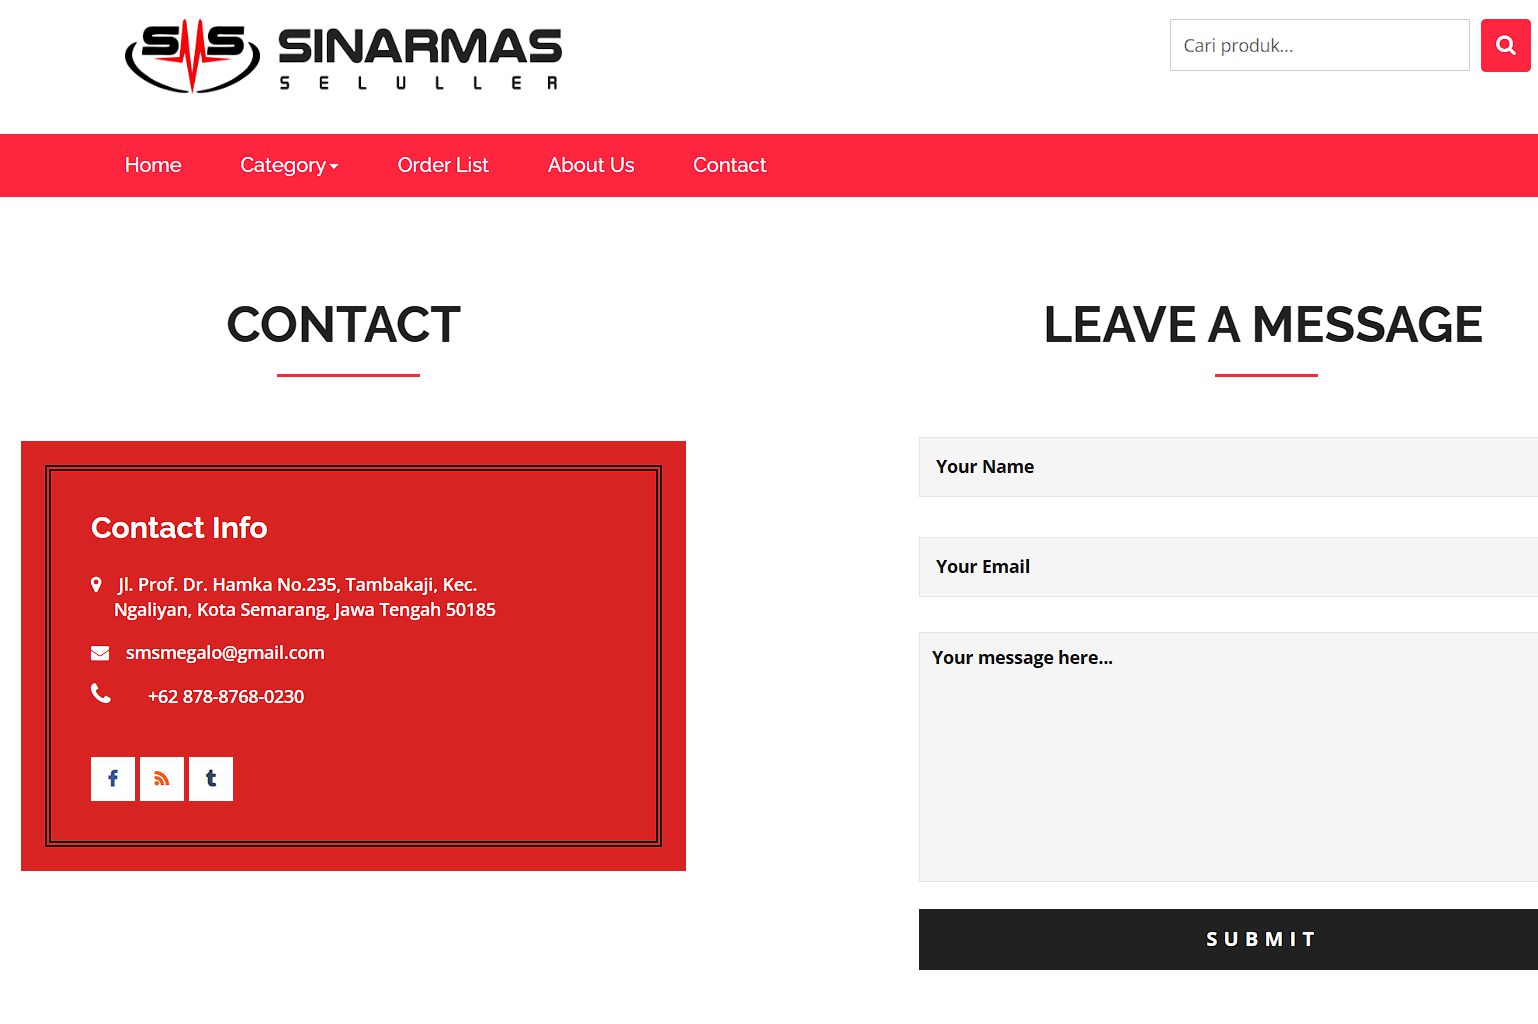 SMS SINARMAS
SELULLER
Cari produk...
Home Category Order List About Us Contact
CONTACT
LEAVE A MESSAGE
Contact Info
Jl. Prof. Dr. Hamka No.235, Tambakaji, Kec.
Ngaliyan, Kota Semarang, Jawa Tengah 50185
smsmegalo@gmail.com
+62 878-8768-0230
f t
Your Name
Your Email
Your message here...
SUBMIT